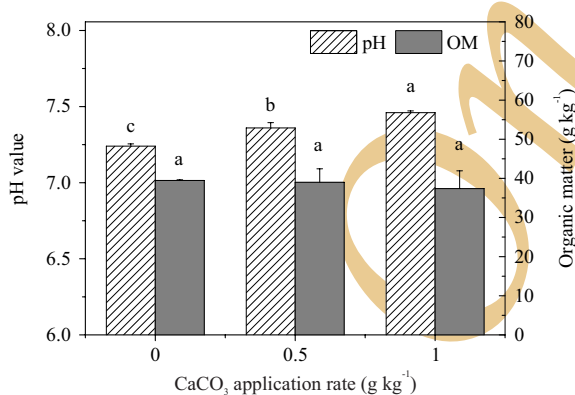 8.0
7.5
7.0
6.5
6.0
pH value
pH
OM
c
a
b
a
a
a
80
70
60
50
40
30
20
10
0
Organic matter (g kg⁻¹)
0
0.5
1
CaCO₃ application rate (g kg⁻¹)